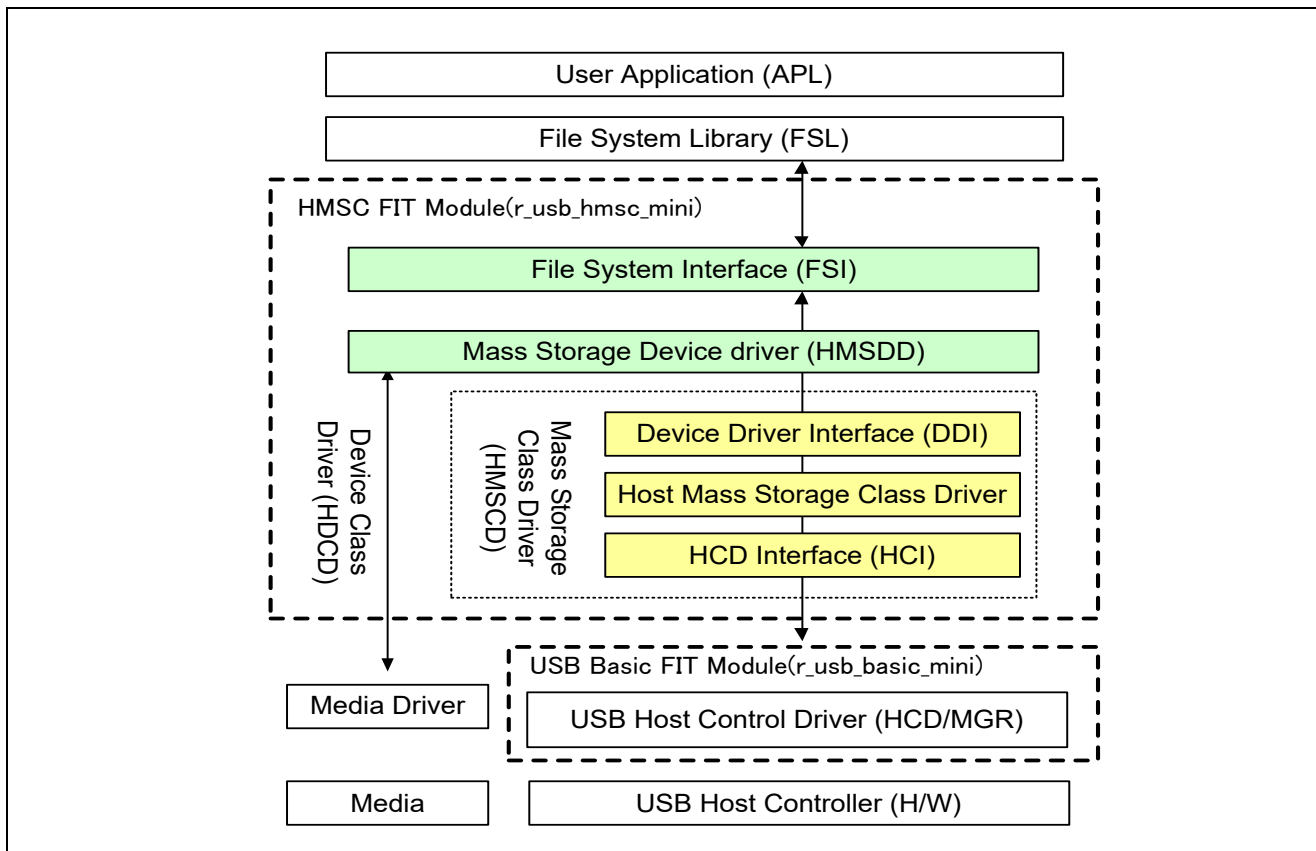 User Application (APL)
File System Library (FSL)
HMSC FIT Module(r_usb_hmsc_mini)
File System Interface (FSI)
Mass Storage Device driver (HMSDD)
Device Class
Driver (HDCD)
Mass Storage
Class Driver
(HMSCD)
Device Driver Interface (DDI)
Host Mass Storage Class Driver
HCD Interface (HCI)
USB Basic FIT Module(r_usb_basic_mini)
Media Driver
USB Host Control Driver (HCD/MGR)
Media
USB Host Controller (H/W)